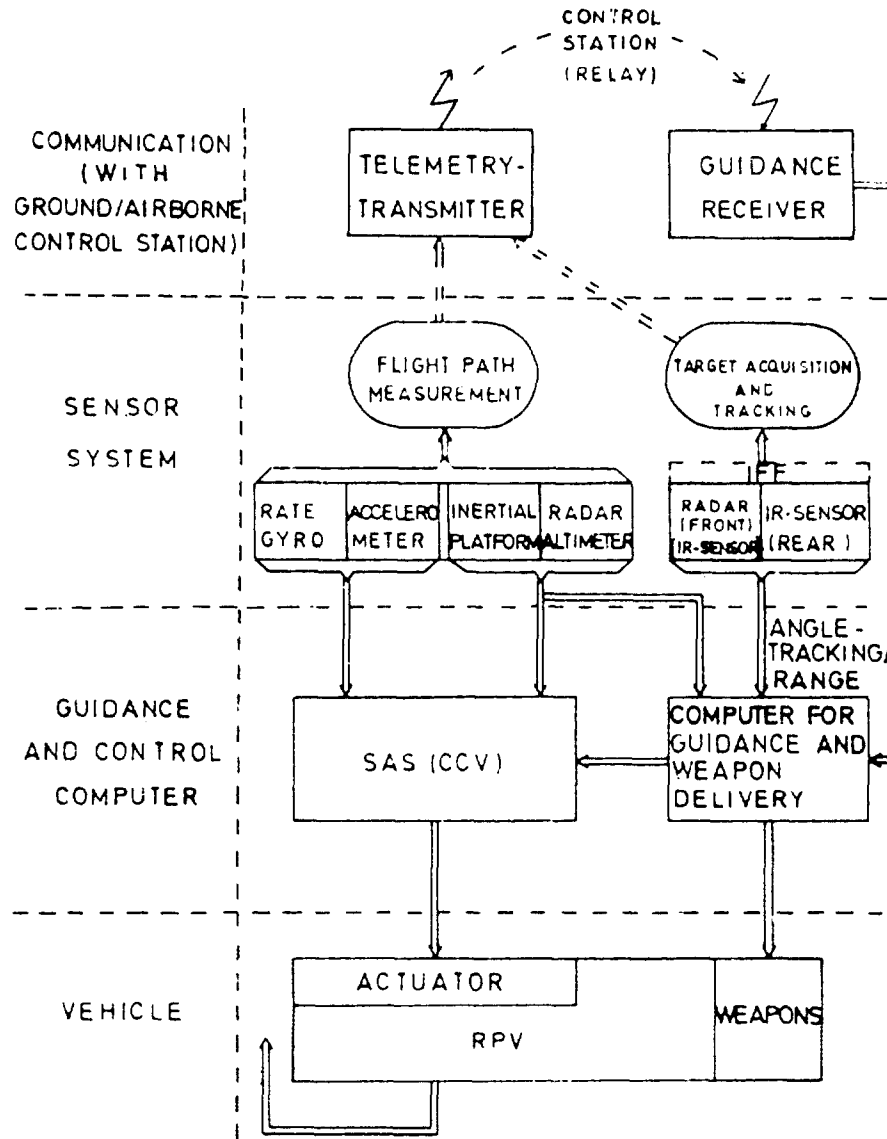 CONTROL
STATION
(RELAY)
COMMUNICATION
(WITH
GROUND/AIRBORNE
CONTROL STATION)
TELEMETRY-
TRANSMITTER
GUIDANCE
RECEIVER
SENSOR
SYSTEM
FLIGHT PATH
MEASUREMENT
TARGET ACQUISITION
AND
TRACKING
IFF
RATE
GYRO
ACCELERO
METER
INERTIAL
PLATFORM
RADAR
ALTIMETER
RADAR
(FRONT)
IR-SENSOR
IR-SENSOR
(REAR)
ANGLE-
TRACKING/
RANGE
GUIDANCE
AND CONTROL
COMPUTER
SAS (CCV)
COMPUTER FOR
GUIDANCE AND
WEAPON
DELIVERY
VEHICLE
ACTUATOR
RPV
WEAPONS